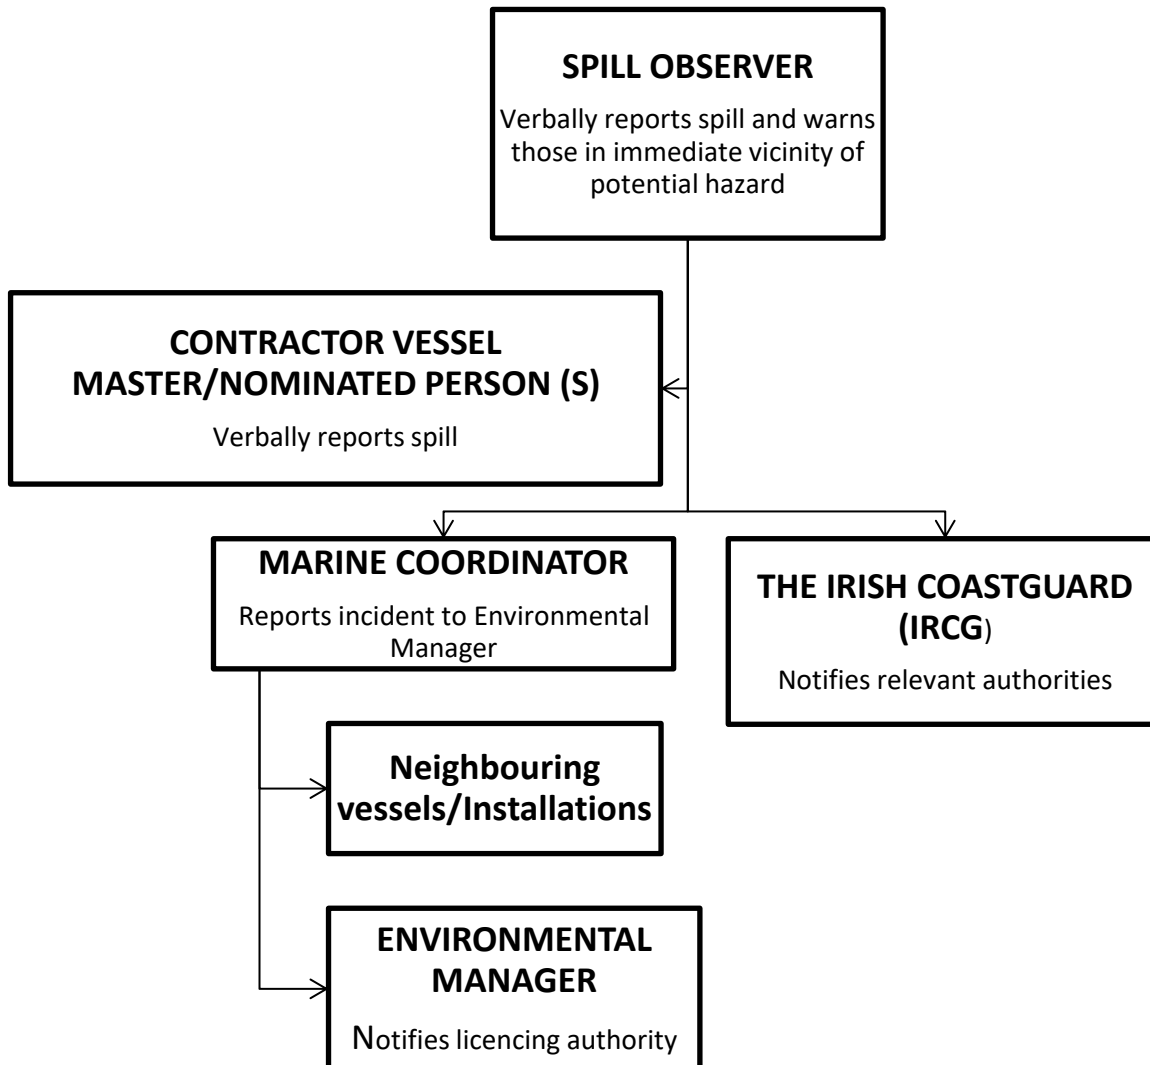 SPILL OBSERVER
Verbally reports spill and warns
those in immediate vicinity of
potential hazard
CONTRACTOR VESSEL
MASTER/NOMINATED PERSON (S)
Verbally reports spill
MARINE COORDINATOR
Reports incident to Environmental
Manager
THE IRISH COASTGUARD
(IRCG)
Notifies relevant authorities
Neighbouring
vessels/Installations
ENVIRONMENTAL
MANAGER
Notifies licencing authority